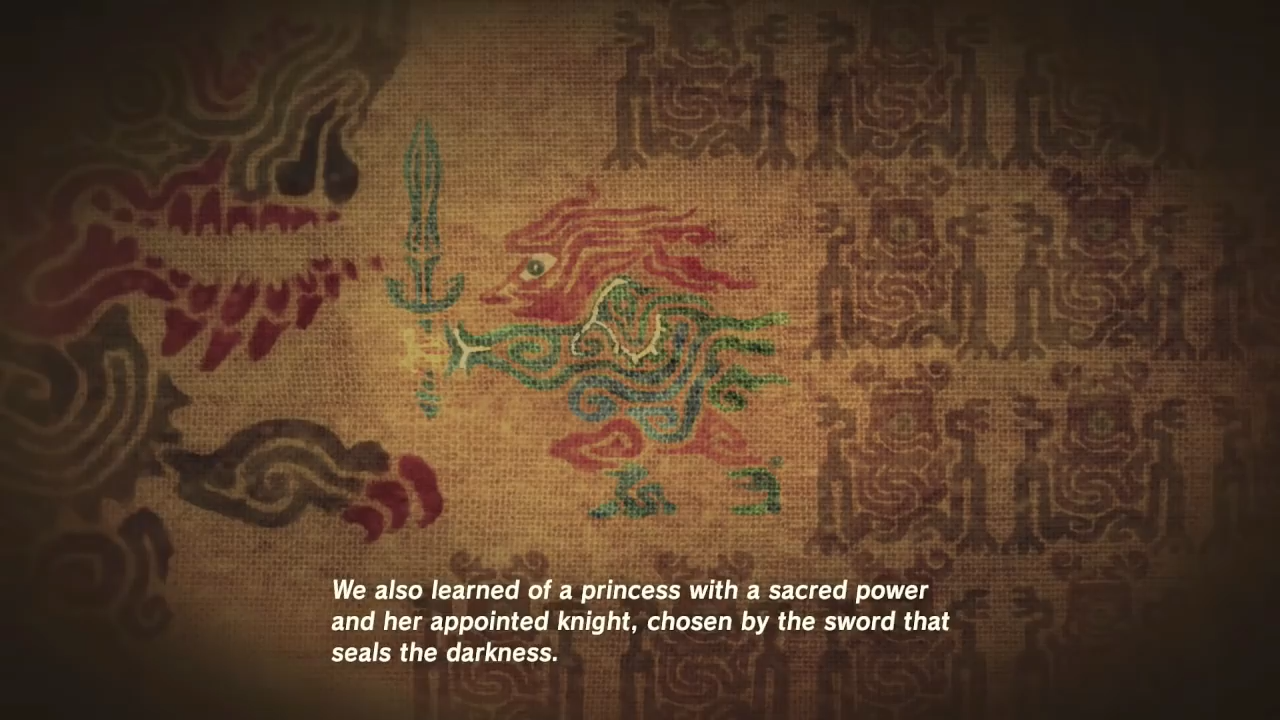 We also learned of a princess with a sacred power
and her appointed knight, chosen by the sword that
seals the darkness.